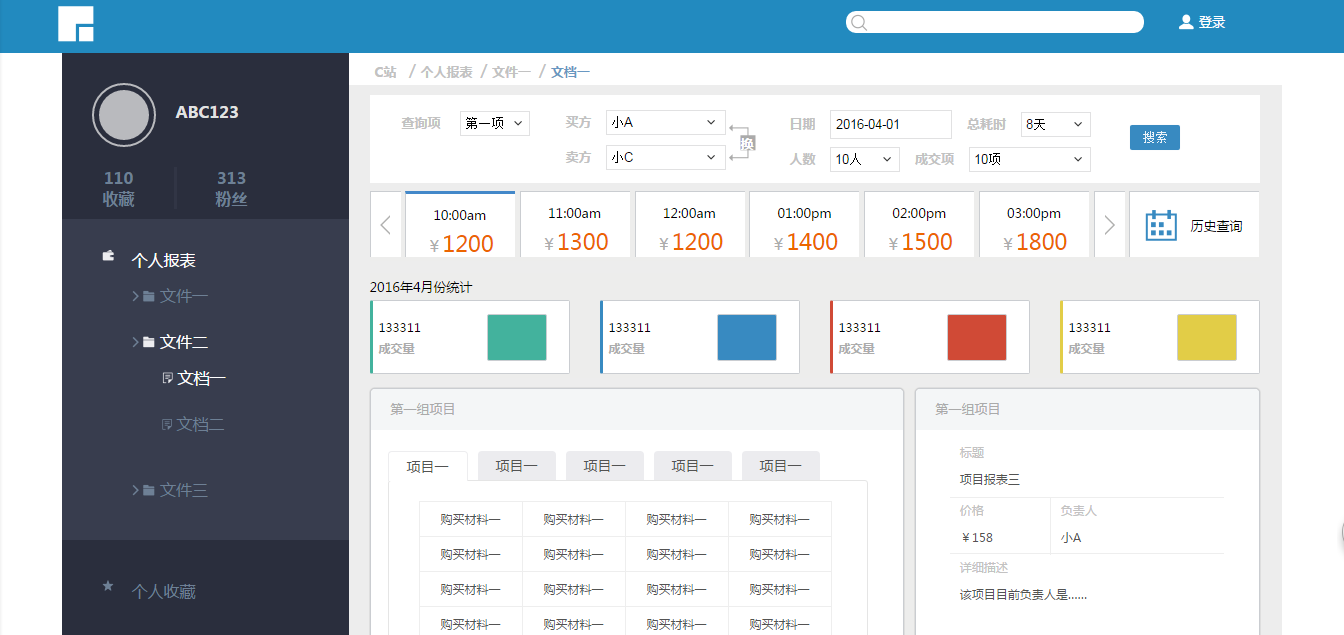 登录
ABC123
110
收藏
313
粉丝
个人报表
文件一
文件二
文档一
文档二
文件三
个人收藏
C站 / 个人报表 / 文件一 / 文档一
查询项 第一项
买方 小A
卖方 小C
换
日期 2016-04-01
总耗时 8天
人数 10人
成交项 10项
搜索
10:00am
¥1200
11:00am
¥1300
12:00am
¥1200
01:00pm
¥1400
02:00pm
¥1500
03:00pm
¥1800
历史查询
2016年4月份统计
133311
成交量
133311
成交量
133311
成交量
133311
成交量
第一组项目
项目一 项目一 项目一 项目一 项目一
购买材料一 购买材料一 购买材料一 购买材料一
购买材料一 购买材料一 购买材料一 购买材料一
购买材料一 购买材料一 购买材料一 购买材料一
购买材料一 购买材料一 购买材料一 购买材料一
第一组项目
标题
项目报表三
价格
¥158
负责人
小A
详细描述
该项目目前负责人是......